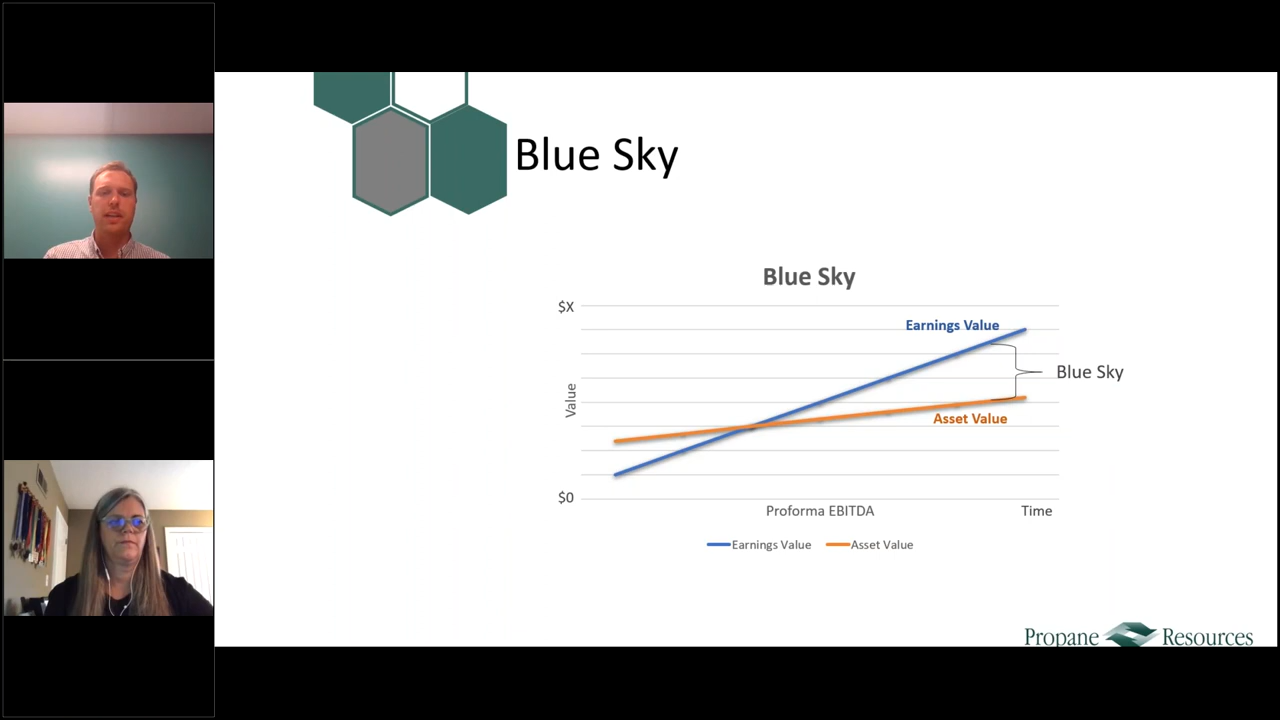 Blue Sky
Blue Sky
$X
Earnings Value
Blue Sky
Value
Asset Value
$0
Proforma EBITDA
Time
Earnings Value
Asset Value
Propane Resources